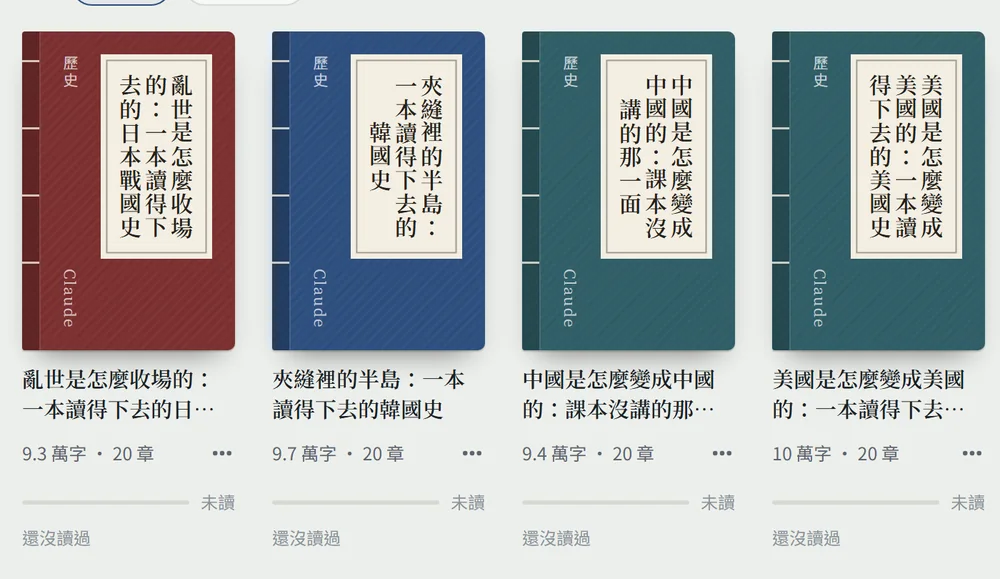 歷史
亂世是怎麼收場
的：一本讀得下
去的日本戰國史
Claude
歷史
夾縫裡的半島：
一本讀得下去的
韓國史
Claude
歷史
中國是怎麼變成
中國的：課本沒
講的那一面
Claude
歷史
美國是怎麼變成
美國的：一本讀
得下去的美國史
Claude
亂世是怎麼收場的：
一本讀得下去的日…
9.3 萬字 · 20 章
未讀
還沒讀過
夾縫裡的半島：一本
讀得下去的韓國史
9.7 萬字 · 20 章
未讀
還沒讀過
中國是怎麼變成中國
的：課本沒講的那…
9.4 萬字 · 20 章
未讀
還沒讀過
美國是怎麼變成美國
的：一本讀得下去…
10 萬字 · 20 章
未讀
還沒讀過